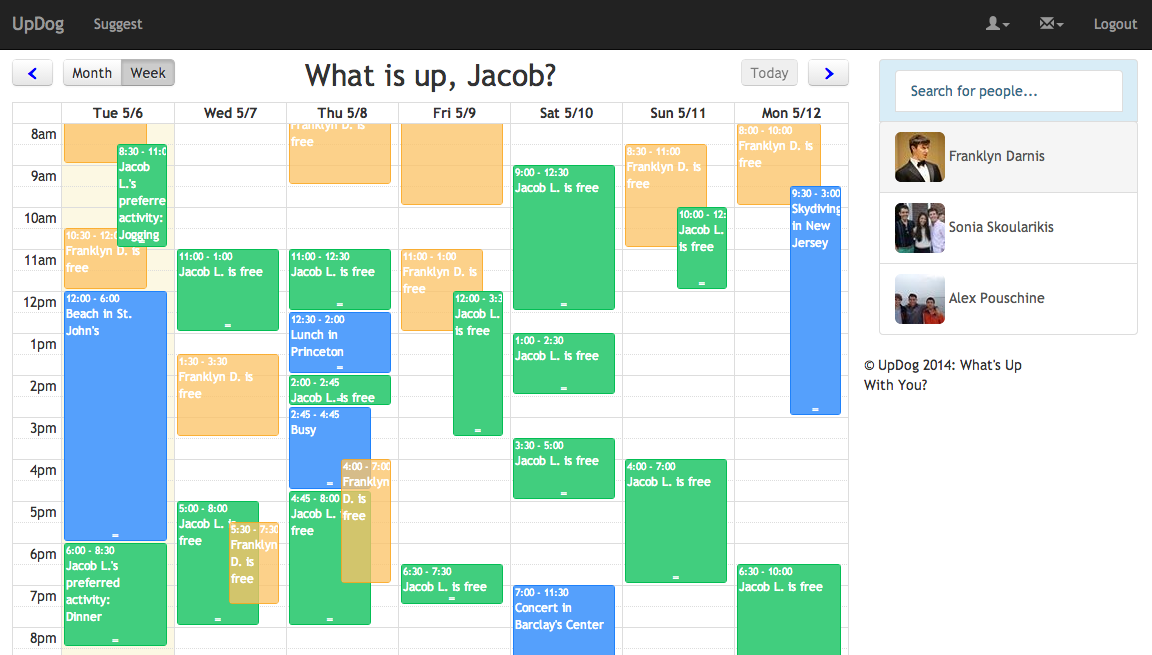 UpDog Suggest Logout
Month Week What is up, Jacob? Today
Tue 5/6 Wed 5/7 Thu 5/8 Fri 5/9 Sat 5/10 Sun 5/11 Mon 5/12
8am
9am
10am
11am
12pm
1pm
2pm
3pm
4pm
5pm
6pm
7pm
8pm
8:30 - 11:0
Jacob
L.'s
preferre
activity:
Jogging
10:30 - 12:0
Franklyn D. is
free
12:00 - 6:00
Beach in St.
John's
6:00 - 8:30
Jacob L.'s
preferred
activity:
Dinner
11:00 - 1:00
Jacob L. is free
1:30 - 3:30
Franklyn D. is
free
5:00 - 8:00
Jacob L.
free
5:30 - 7:30
Franklyn
D. is
free
Franklyn D. is
free
11:00 - 12:30
Jacob L. is free
12:30 - 2:00
Lunch in
Princeton
2:00 - 2:45
Jacob L. is free
2:45 - 4:45
Busy
4:00 - 7:00
Franklyn
D. is
free
4:45 - 8:00
Jacob L.
free
11:00 - 1:00
Franklyn D. is
free
12:00 - 3:3
Jacob L.
is free
6:30 - 7:30
Jacob L. is free
9:00 - 12:30
Jacob L. is free
1:00 - 2:30
Jacob L. is free
3:30 - 5:00
Jacob L. is free
7:00 - 11:30
Concert in
Barclay's Center
8:30 - 11:00
Franklyn D. is
free
10:00 - 12:
Jacob L.
is free
4:00 - 7:00
Jacob L. is free
8:00 - 10:00
Franklyn D. is
free
9:30 - 3:00
Skydiving
in New
Jersey
6:30 - 10:00
Jacob L. is free
Search for people...
Franklyn Darnis
Sonia Skoularikis
Alex Pouschine
© UpDog 2014: What's Up
With You?